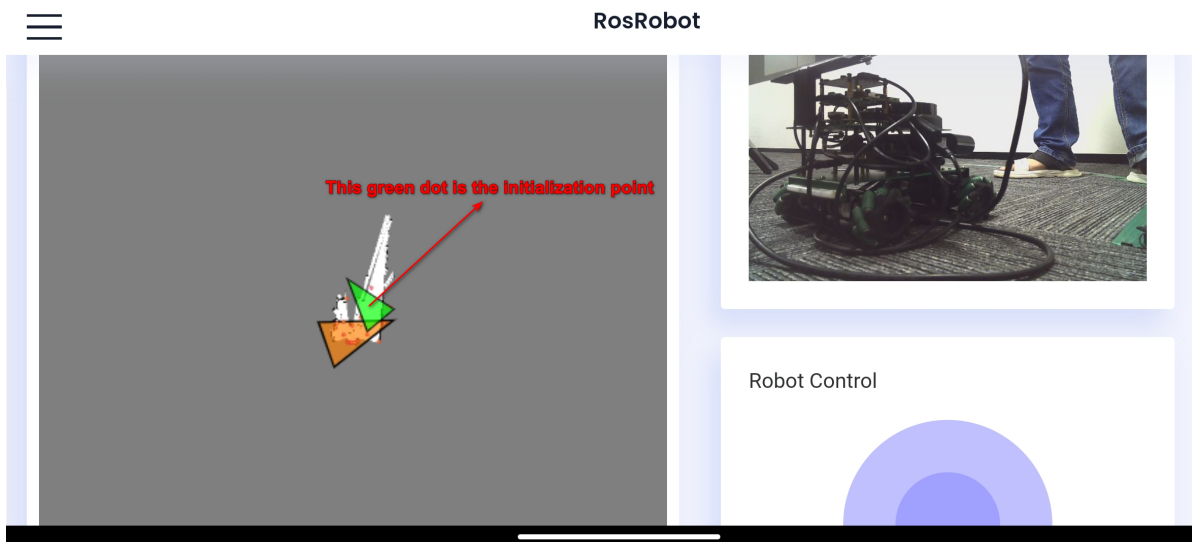 RosRobot
This green dot is the initialization point
Robot Control